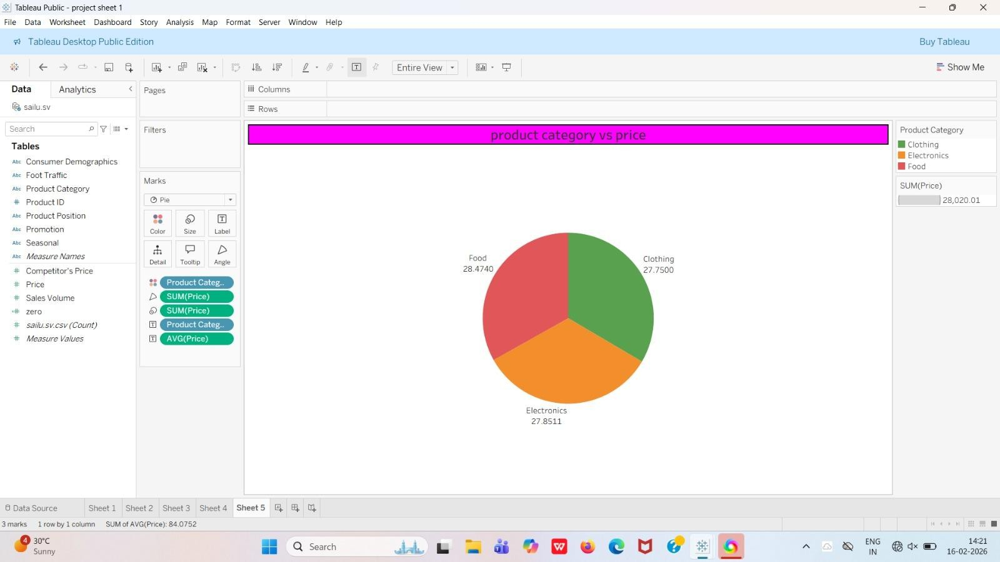 Tableau Public - project sheet 1
File Data Worksheet Dashboard Story Analysis Map Format Server Window Help
Tableau Desktop Public Edition
Buy Tableau
Entire View
Show Me
Data
Analytics
sailu.sv
Search
Tables
Abc Consumer Demographics
Abc Foot Traffic
Abc Product Category
# Product ID
Abc Product Position
Abc Promotion
Abc Seasonal
Abc Measure Names
# Competitor's Price
# Price
# Sales Volume
=# zero
# sailu.sv.csv (Count)
# Measure Values
Pages
Filters
Marks
Pie
Color
Size
Label
Detail
Tooltip
Angle
Product Categ..
SUM(Price)
SUM(Price)
Product Categ..
AVG(Price)
Columns
Rows
product category vs price
Food
28.4740
Clothing
27.7500
Electronics
27.8511
Product Category
Clothing
Electronics
Food
SUM(Price)
28,020.01
Data Source
Sheet 1
Sheet 2
Sheet 3
Sheet 4
Sheet 5
3 marks
1 row by 1 column
SUM of AVG(Price): 84.0752
4
30°C
Sunny
Search
ENG
IN
14:21
16-02-2026